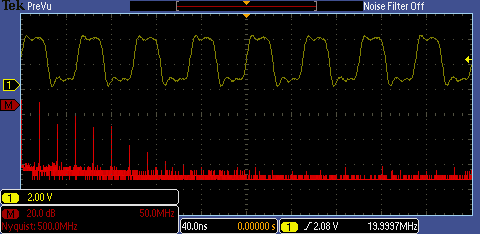 Tek PreVu Noise Filter Off
1
M
1 2.00 V
M 20.0 dB 50.0MHz
Nyquist: 500.0MHz
40.0ns 0.00000 s
1 2.08 V 19.9997MHz